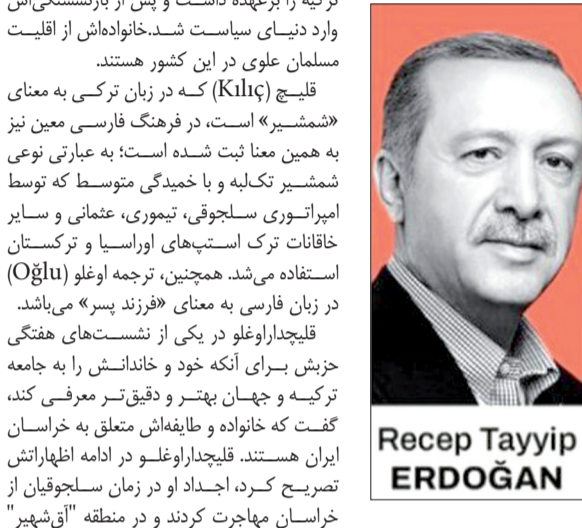 ترکیه را برعهده داشت و پس از بازنشستگی‌اش
وارد دنیای سیاست شد.خانواده‌اش از اقلیت
مسلمان علوی در این کشور هستند.
قلیچ (Kılıç) که در زبان ترکی به معنای
«شمشیر» است، در فرهنگ فارسی معین نیز
به همین معنا ثبت شده است؛ به عبارتی نوعی
شمشیر تک‌لبه و با خمیدگی متوسط که توسط
امپراتوری سلجوقی، تیموری، عثمانی و سایر
خاقانات ترک استپ‌های اوراسیا و ترکستان
استفاده می‌شد. همچنین، ترجمه اوغلو (Oğlu)
در زبان فارسی به معنای «فرزند پسر» می‌باشد.
قلیچداراوغلو در یکی از نشست‌های هفتگی
حزبش برای آنکه خود و خاندانش را به جامعه
ترکیه و جهان بهتر و دقیق‌تر معرفی کند،
گفت که خانواده و طایفه‌اش متعلق به خراسان
ایران هستند. قلیچداراوغلو در ادامه اظهاراتش
تصریح کرد، اجداد او در زمان سلجوقیان از
خراسان مهاجرت کردند و در منطقه "آق‌شهیر"
Recep Tayyip
ERDOĞAN